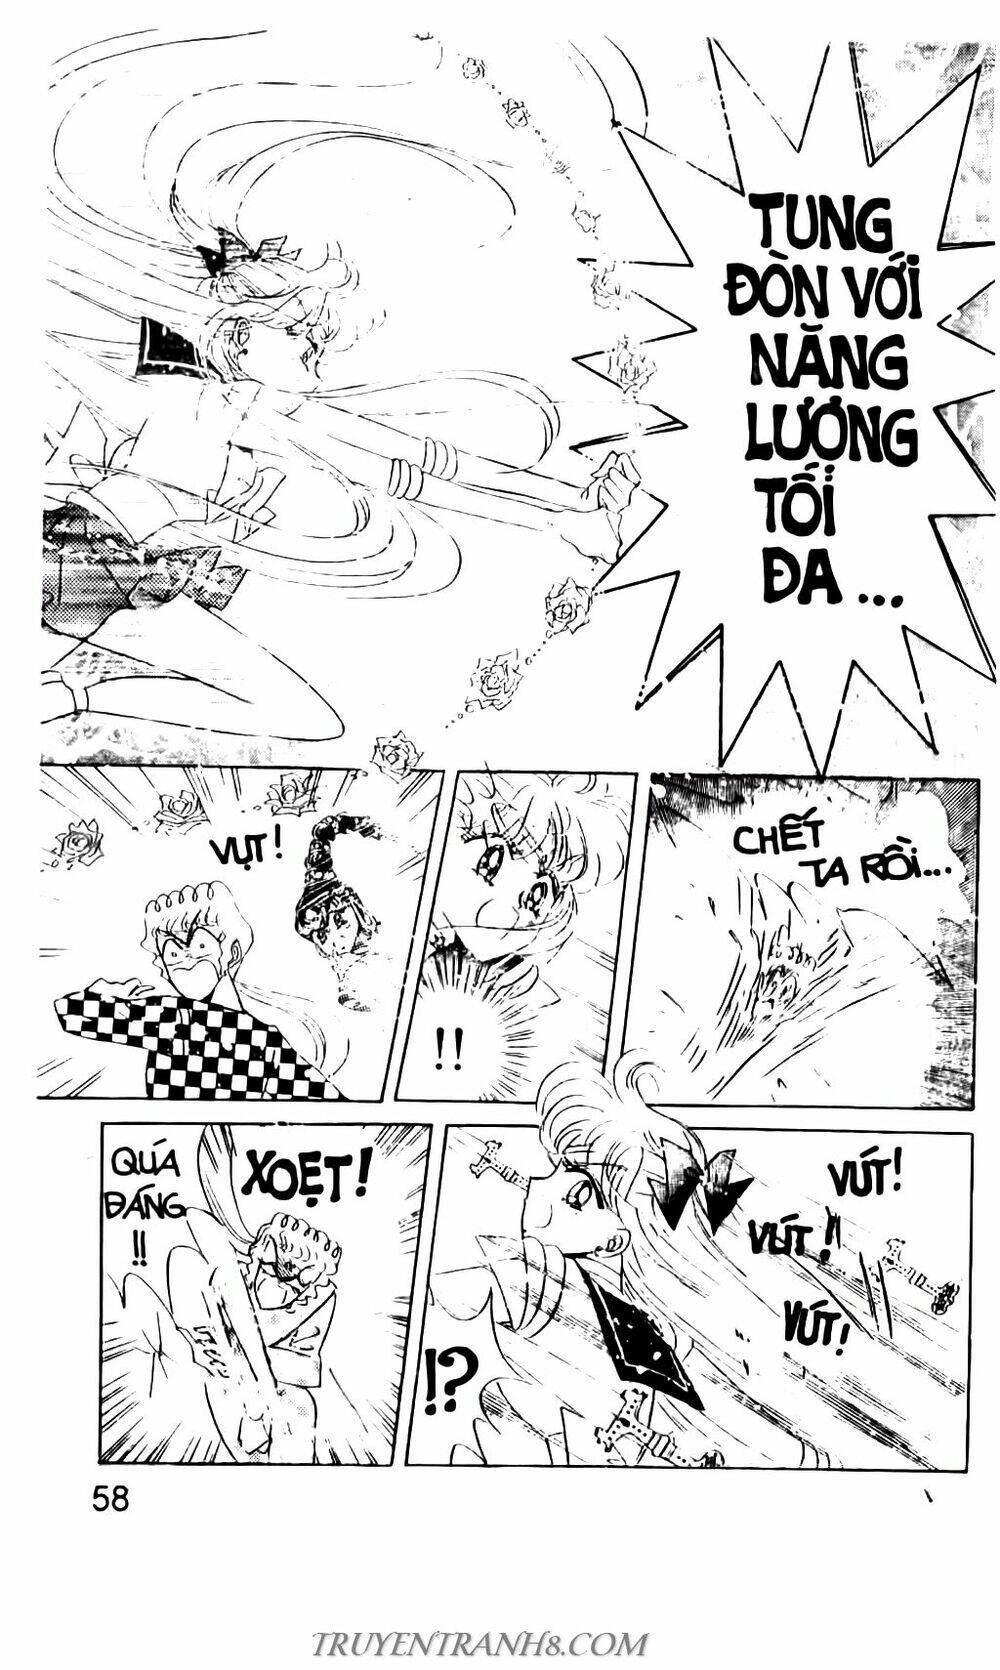 TUNG
ĐÒN VỚI
NĂNG
LƯỢNG
TỐI
ĐA...
VỤT!
!!
CHẾT
TA RỒI...
QUÁ
ĐÁNG
!!
XOẸT!
!?
VÚT!
VÚT!
VÚT!
58
TRUYENTRANH8.COM